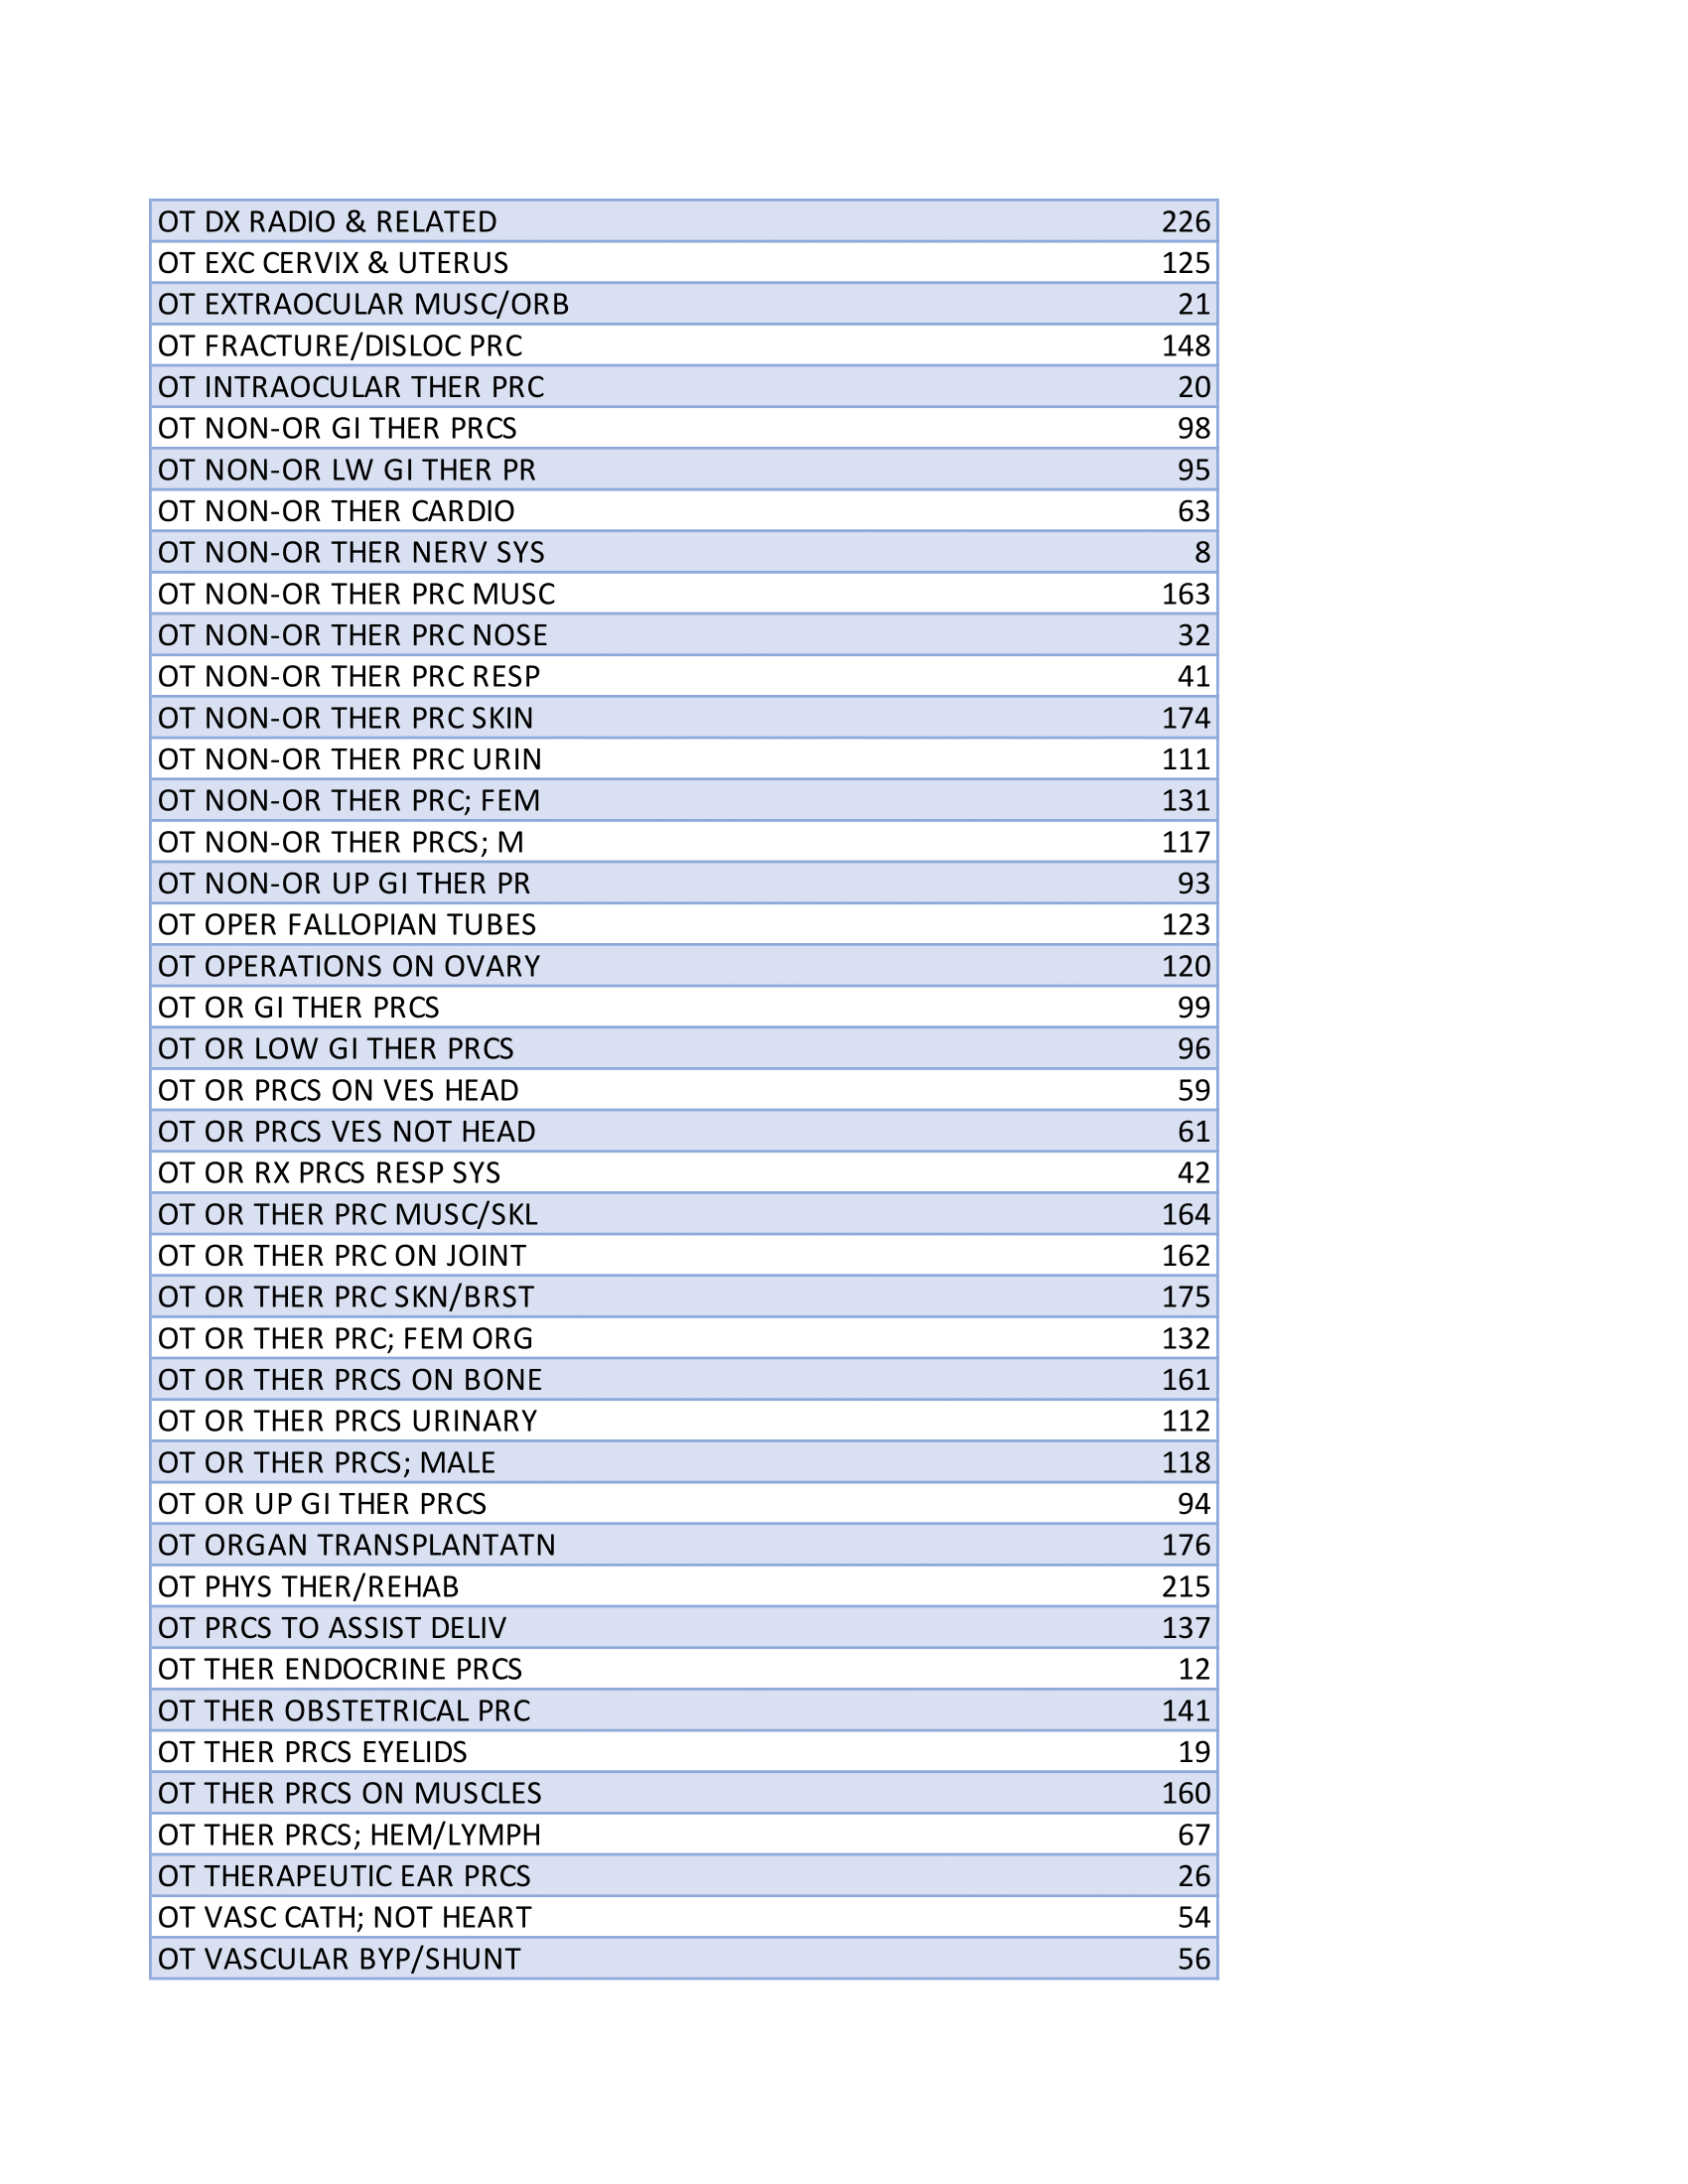 OT DX RADIO & RELATED 226
OT EXC CERVIX & UTERUS 125
OT EXTRAOCULAR MUSC/ORB 21
OT FRACTURE/DISLOC PRC 148
OT INTRAOCULAR THER PRC 20
OT NON-OR GI THER PRCS 98
OT NON-OR LW GI THER PR 95
OT NON-OR THER CARDIO 63
OT NON-OR THER NERV SYS 8
OT NON-OR THER PRC MUSC 163
OT NON-OR THER PRC NOSE 32
OT NON-OR THER PRC RESP 41
OT NON-OR THER PRC SKIN 174
OT NON-OR THER PRC URIN 111
OT NON-OR THER PRC; FEM 131
OT NON-OR THER PRCS; M 117
OT NON-OR UP GI THER PR 93
OT OPER FALLOPIAN TUBES 123
OT OPERATIONS ON OVARY 120
OT OR GI THER PRCS 99
OT OR LOW GI THER PRCS 96
OT OR PRCS ON VES HEAD 59
OT OR PRCS VES NOT HEAD 61
OT OR RX PRCS RESP SYS 42
OT OR THER PRC MUSC/SKL 164
OT OR THER PRC ON JOINT 162
OT OR THER PRC SKN/BRST 175
OT OR THER PRC; FEM ORG 132
OT OR THER PRCS ON BONE 161
OT OR THER PRCS URINARY 112
OT OR THER PRCS; MALE 118
OT OR UP GI THER PRCS 94
OT ORGAN TRANSPLANTATN 176
OT PHYS THER/REHAB 215
OT PRCS TO ASSIST DELIV 137
OT THER ENDOCRINE PRCS 12
OT THER OBSTETRICAL PRC 141
OT THER PRCS EYELIDS 19
OT THER PRCS ON MUSCLES 160
OT THER PRCS; HEM/LYMPH 67
OT THERAPEUTIC EAR PRCS 26
OT VASC CATH; NOT HEART 54
OT VASCULAR BYP/SHUNT 56